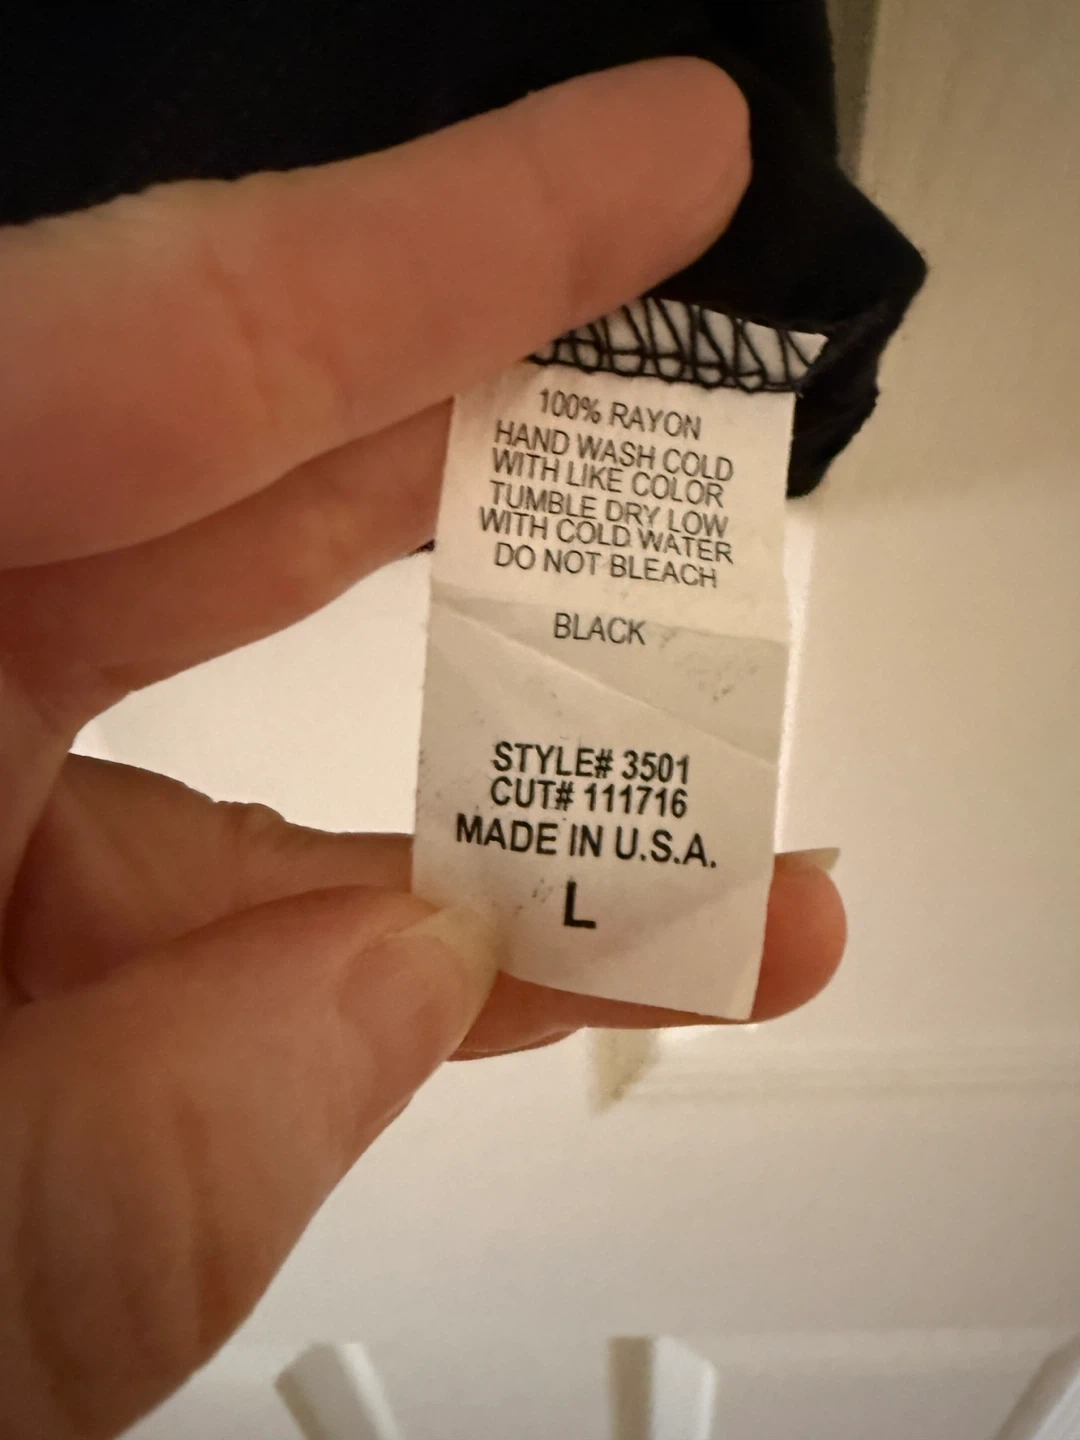 100% RAYON
HAND WASH COLD
WITH LIKE COLOR
TUMBLE DRY LOW
WITH COLD WATER
DO NOT BLEACH
BLACK
STYLE# 3501
CUT# 111716
MADE IN U.S.A.
L